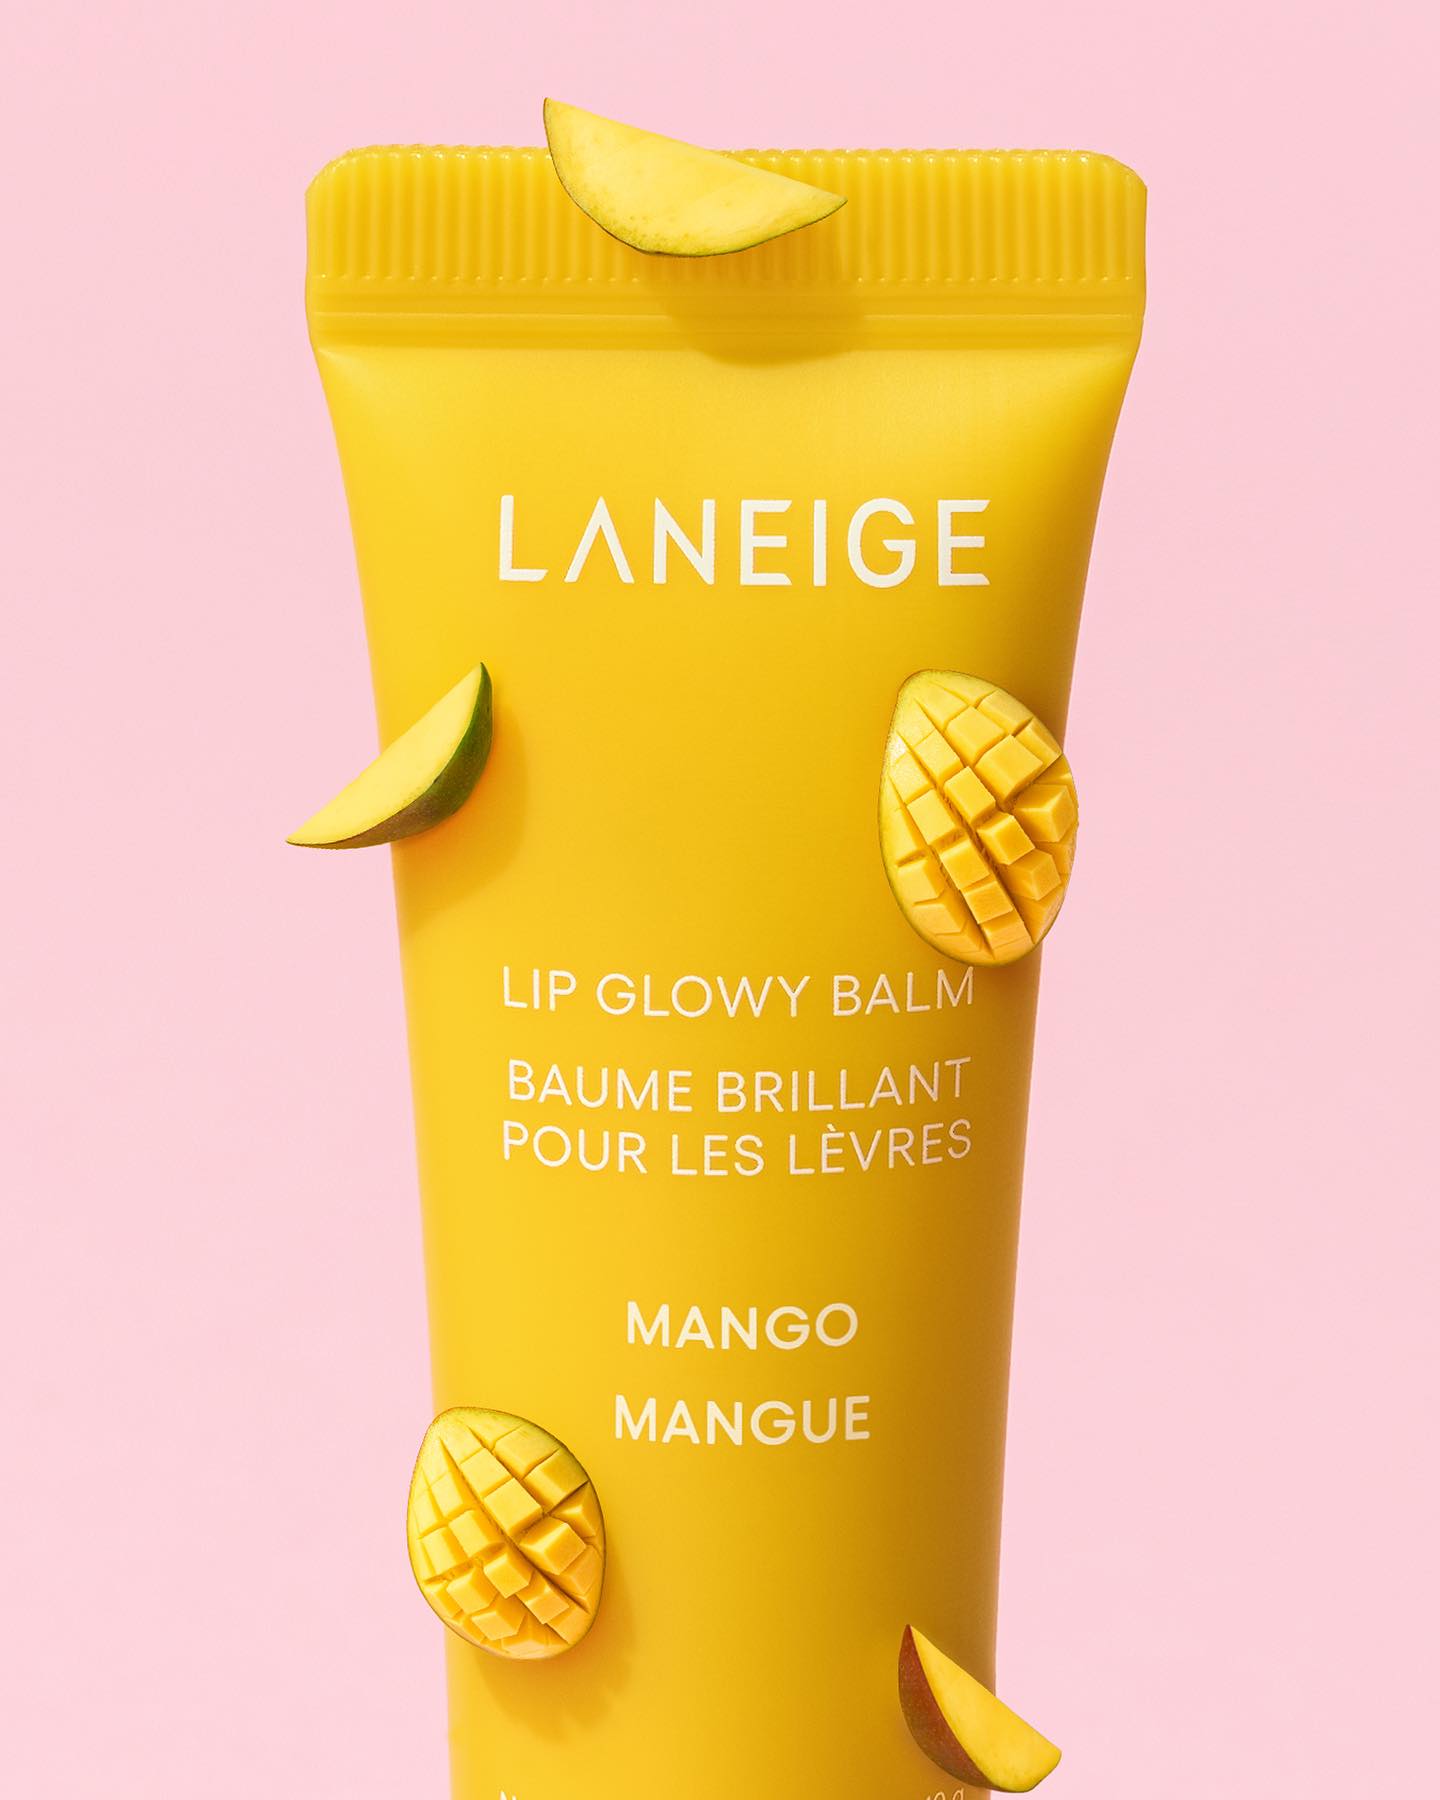 LANEIGE
LIP GLOWY BALM
BAUME BRILLANT
POUR LES LÈVRES
MANGO
MANGUE